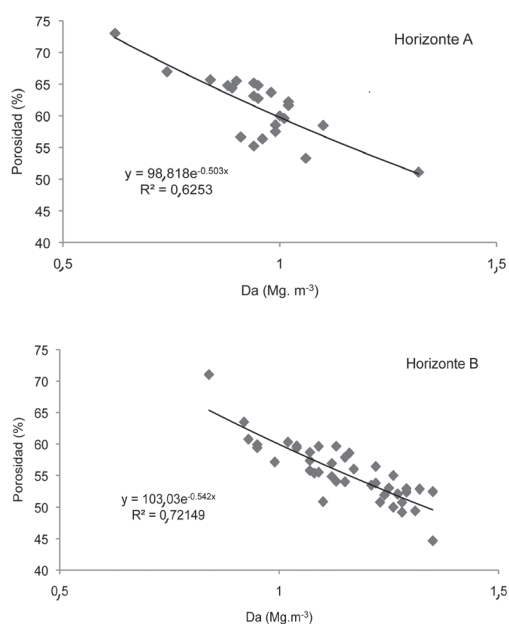 75
Horizonte A
70
65
60
Porosidad (%)
55
y = 98,818e-0.503x
50
R² = 0,6253
45
40
0,5
1
1,5
Da (Mg. m-3)
75
Horizonte B
70
65
60
Porosidad (%)
55
y = 103,03e-0.542x
50
R² = 0,72149
45
40
0,5
1
1,5
Da (Mg.m-3)